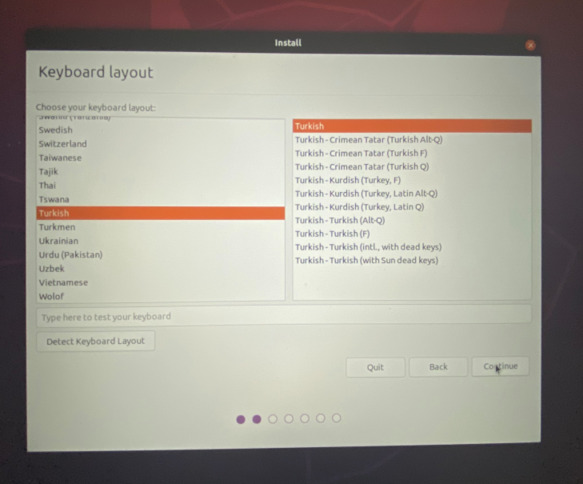 Install
Keyboard layout
Choose your keyboard layout:
Swedish
Switzerland
Taiwanese
Tajik
Thai
Tswana
Turkish
Turkmen
Ukrainian
Urdu (Pakistan)
Uzbek
Vietnamese
Wolof
Turkish
Turkish - Crimean Tatar (Turkish Alt-Q)
Turkish - Crimean Tatar (Turkish F)
Turkish - Crimean Tatar (Turkish Q)
Turkish - Kurdish (Turkey, F)
Turkish - Kurdish (Turkey, Latin Alt-Q)
Turkish - Kurdish (Turkey, Latin Q)
Turkish - Turkish (Alt-Q)
Turkish - Turkish (F)
Turkish - Turkish (intl., with dead keys)
Turkish - Turkish (with Sun dead keys)
Type here to test your keyboard
Detect Keyboard Layout
Quit
Back
Continue